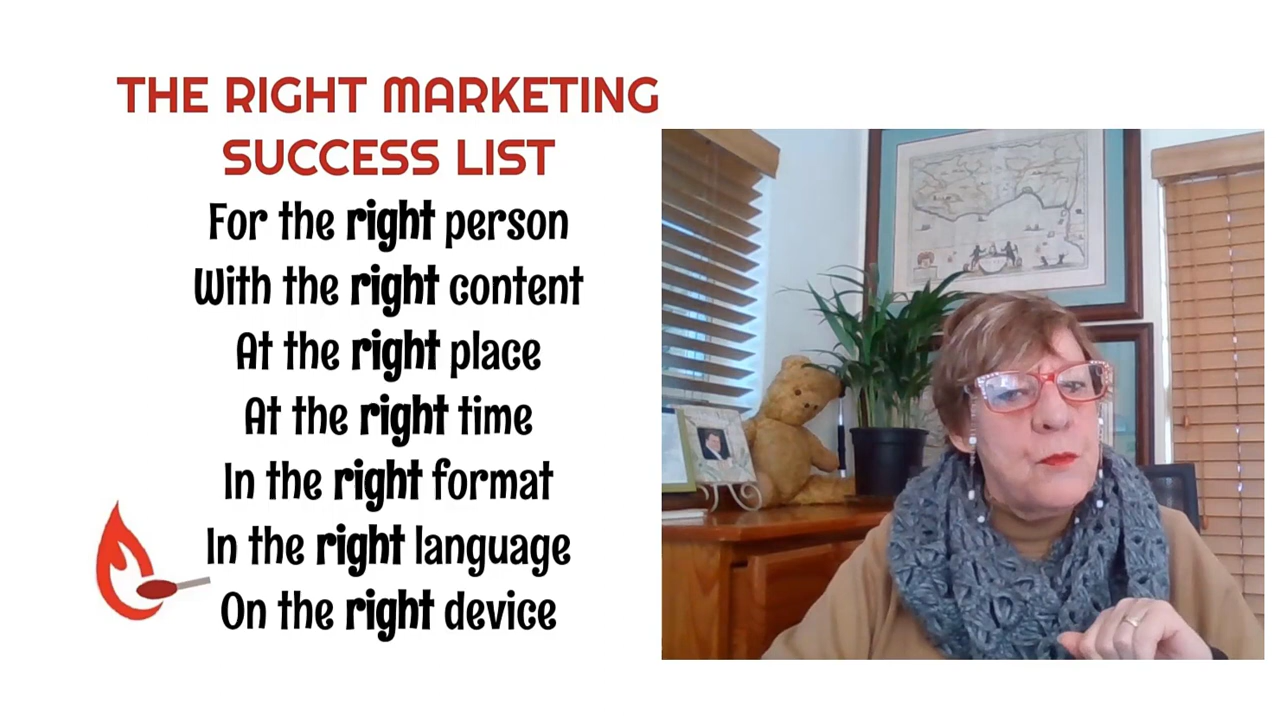 THE RIGHT MARKETING
SUCCESS LIST
For the right person
With the right content
At the right place
At the right time
In the right format
In the right language
On the right device